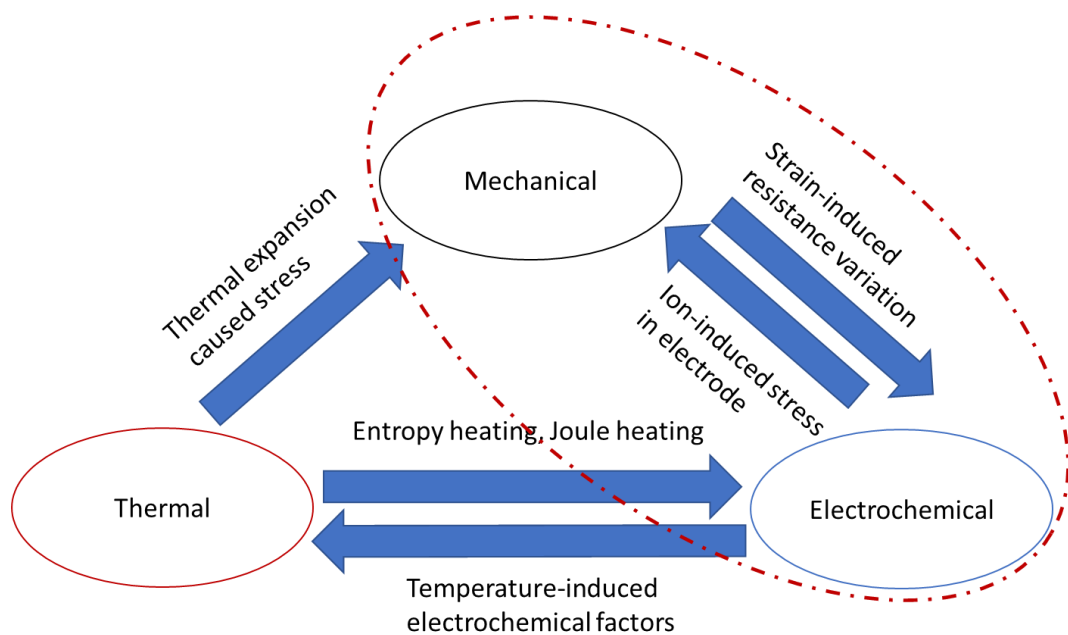 Mechanical
Strain-induced
resistance variation
Thermal expansion
caused stress
Ion-induced stress
in electrode
Entropy heating, Joule heating
Thermal
Electrochemical
Temperature-induced
electrochemical factors